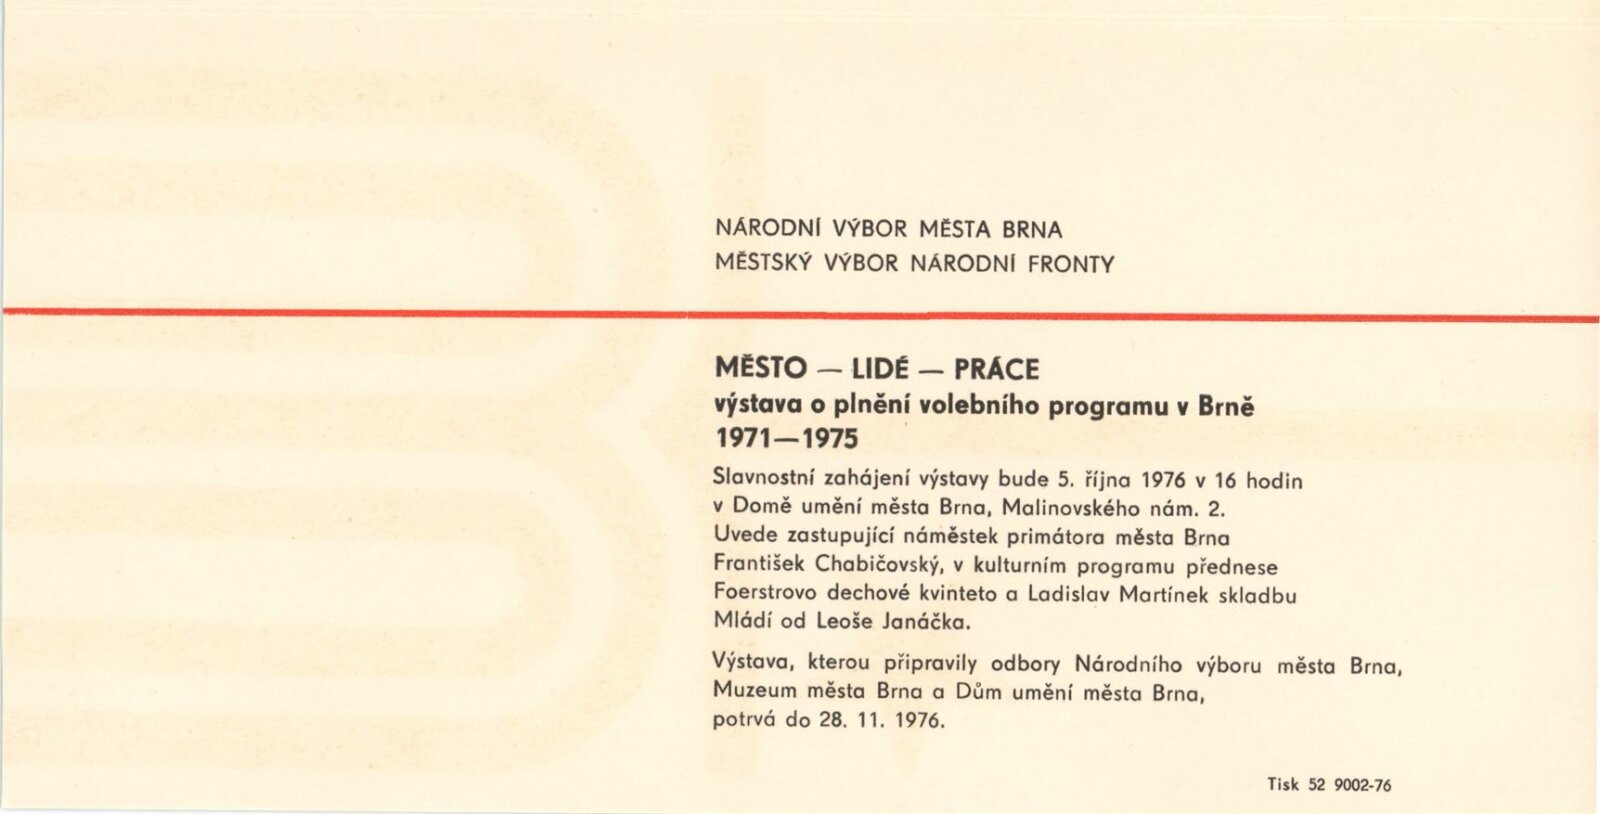 NÁRODNÍ VÝBOR MĚSTA BRNA
MĚSTSKÝ VÝBOR NÁRODNÍ FRONTY
MĚSTO — LIDÉ — PRÁCE
výstava o plnění volebního programu v Brně
1971—1975
Slavnostní zahájení výstavy bude 5. října 1976 v 16 hodin
v Domě umění města Brna, Malinovského nám. 2.
Uvede zastupující náměstek primátora města Brna
František Chabičovský, v kulturním programu přednese
Foerstrovo dechové kvinteto a Ladislav Martínek skladbu
Mládí od Leoše Janáčka.
Výstava, kterou připravily odbory Národního výboru města Brna,
Muzeum města Brna a Dům umění města Brna,
potrvá do 28. 11. 1976.
Tisk 52 9002-76